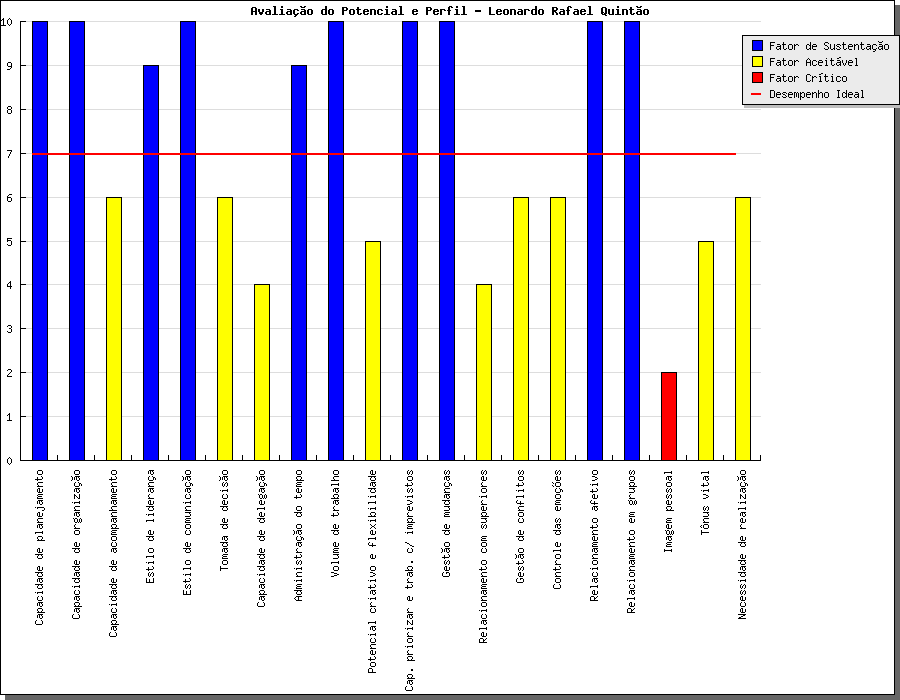 Avaliação do Potencial e Perfil - Leonardo Rafael Quintão
10
9
8
7
6
5
4
3
2
1
0
Fator de Sustentação
Fator Aceitável
Fator Crítico
Desempenho Ideal
Capacidade de planejamento
Capacidade de organização
Capacidade de acompanhamento
Estilo de liderança
Estilo de comunicação
Tomada de decisão
Capacidade de delegação
Administração do tempo
Volume de trabalho
Potencial criativo e flexibilidade
Cap. priorizar e trab. c/ imprevistos
Gestão de mudanças
Relacionamento com superiores
Gestão de conflitos
Controle das emoções
Relacionamento afetivo
Relacionamento em grupos
Imagem pessoal
Tônus vital
Necessidade de realização